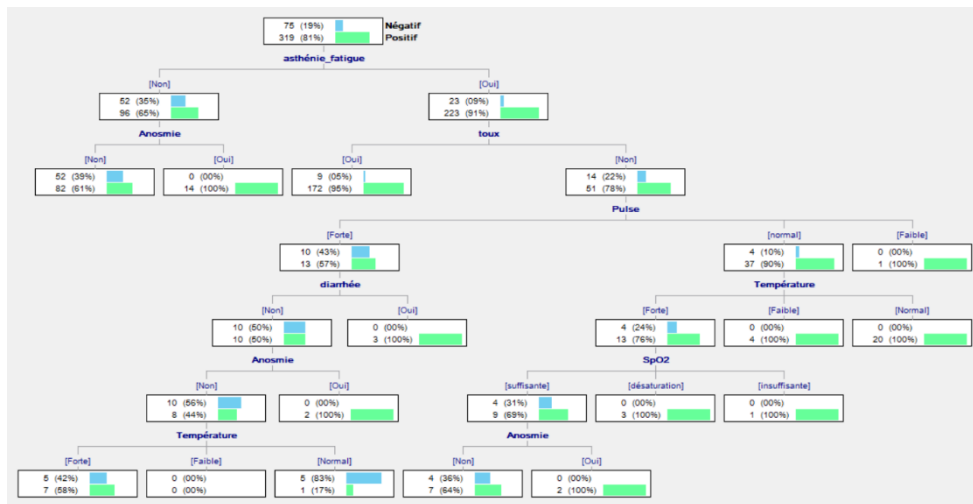 75 (19%) Négatif
319 (81%) Positif
asthénie_fatigue
[Non] [Oui]
52 (35%) 23 (09%)
96 (65%) 223 (91%)
Anosmie toux
[Non] [Oui] [Oui] [Non]
52 (39%) 0 (00%) 9 (05%) 14 (22%)
82 (61%) 14 (100%) 172 (95%) 51 (78%)
Pulse
[Forte] [normal] [Faible]
10 (43%) 4 (10%) 0 (00%)
13 (57%) 37 (90%) 1 (100%)
diarrhée Température
[Non] [Oui] [Forte] [Faible] [Normal]
10 (50%) 0 (00%) 4 (24%) 0 (00%) 0 (00%)
10 (50%) 3 (100%) 13 (76%) 4 (100%) 20 (100%)
Anosmie SpO2
[Non] [Oui] [suffisante] [désaturation] [insuffisante]
10 (56%) 0 (00%) 4 (31%) 0 (00%) 0 (00%)
8 (44%) 2 (100%) 9 (69%) 3 (100%) 1 (100%)
Température Anosmie
[Forte] [Faible] [Normal] [Non] [Oui]
5 (42%) 0 (00%) 5 (83%) 4 (36%) 0 (00%)
7 (58%) 0 (00%) 1 (17%) 7 (64%) 2 (100%)